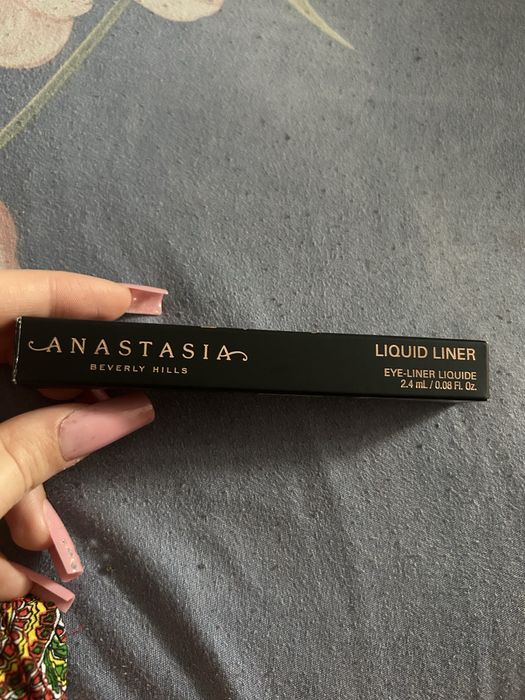 ANASTASIA
BEVERLY HILLS
LIQUID LINER
EYE-LINER LIQUIDE
2.4 mL / 0.08 Fl. Oz.